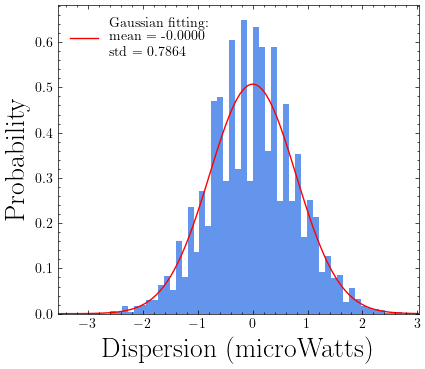 Gaussian fitting:
mean = -0.0000
std = 0.7864
Probability
0.6
0.5
0.4
0.3
0.2
0.1
0.0
−3 −2 −1 0 1 2 3
Dispersion (microWatts)